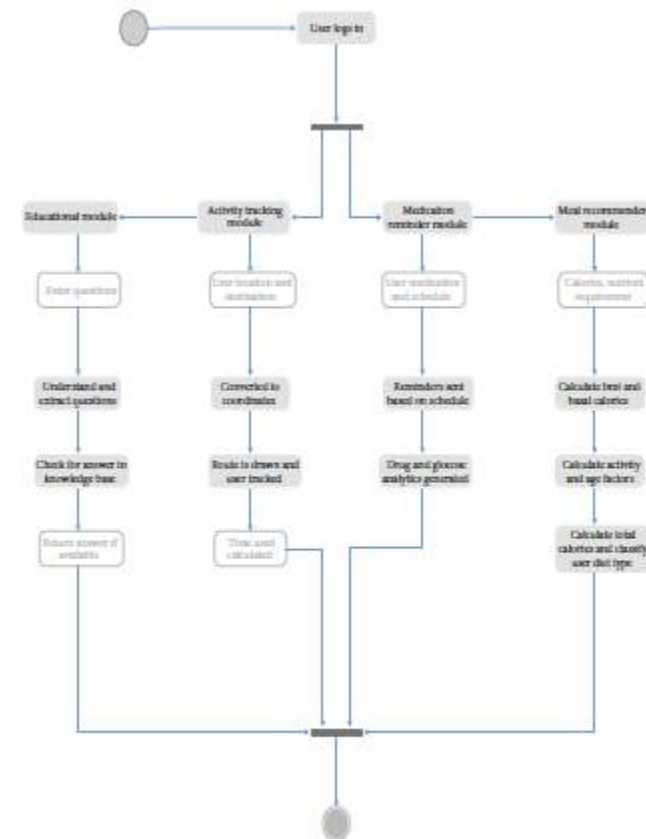 User logs in
Educational module
Activity tracking
module
Medication
reminder module
Meal recommender
module
Enter questions
User location and
destination
User medication
and schedule
Calories, nutrient
requirement
Understand and
extract questions
Converted to
coordinates
Reminders sent
based on schedule
Calculate best and
basal calories
Check for answer in
knowledge base
Route is drawn and
user tracked
Drug and glucose
analytics generated
Calculate activity
and age factors
Return answer if
available
Time used
calculated
Calculate total
calories and classify
user diet type